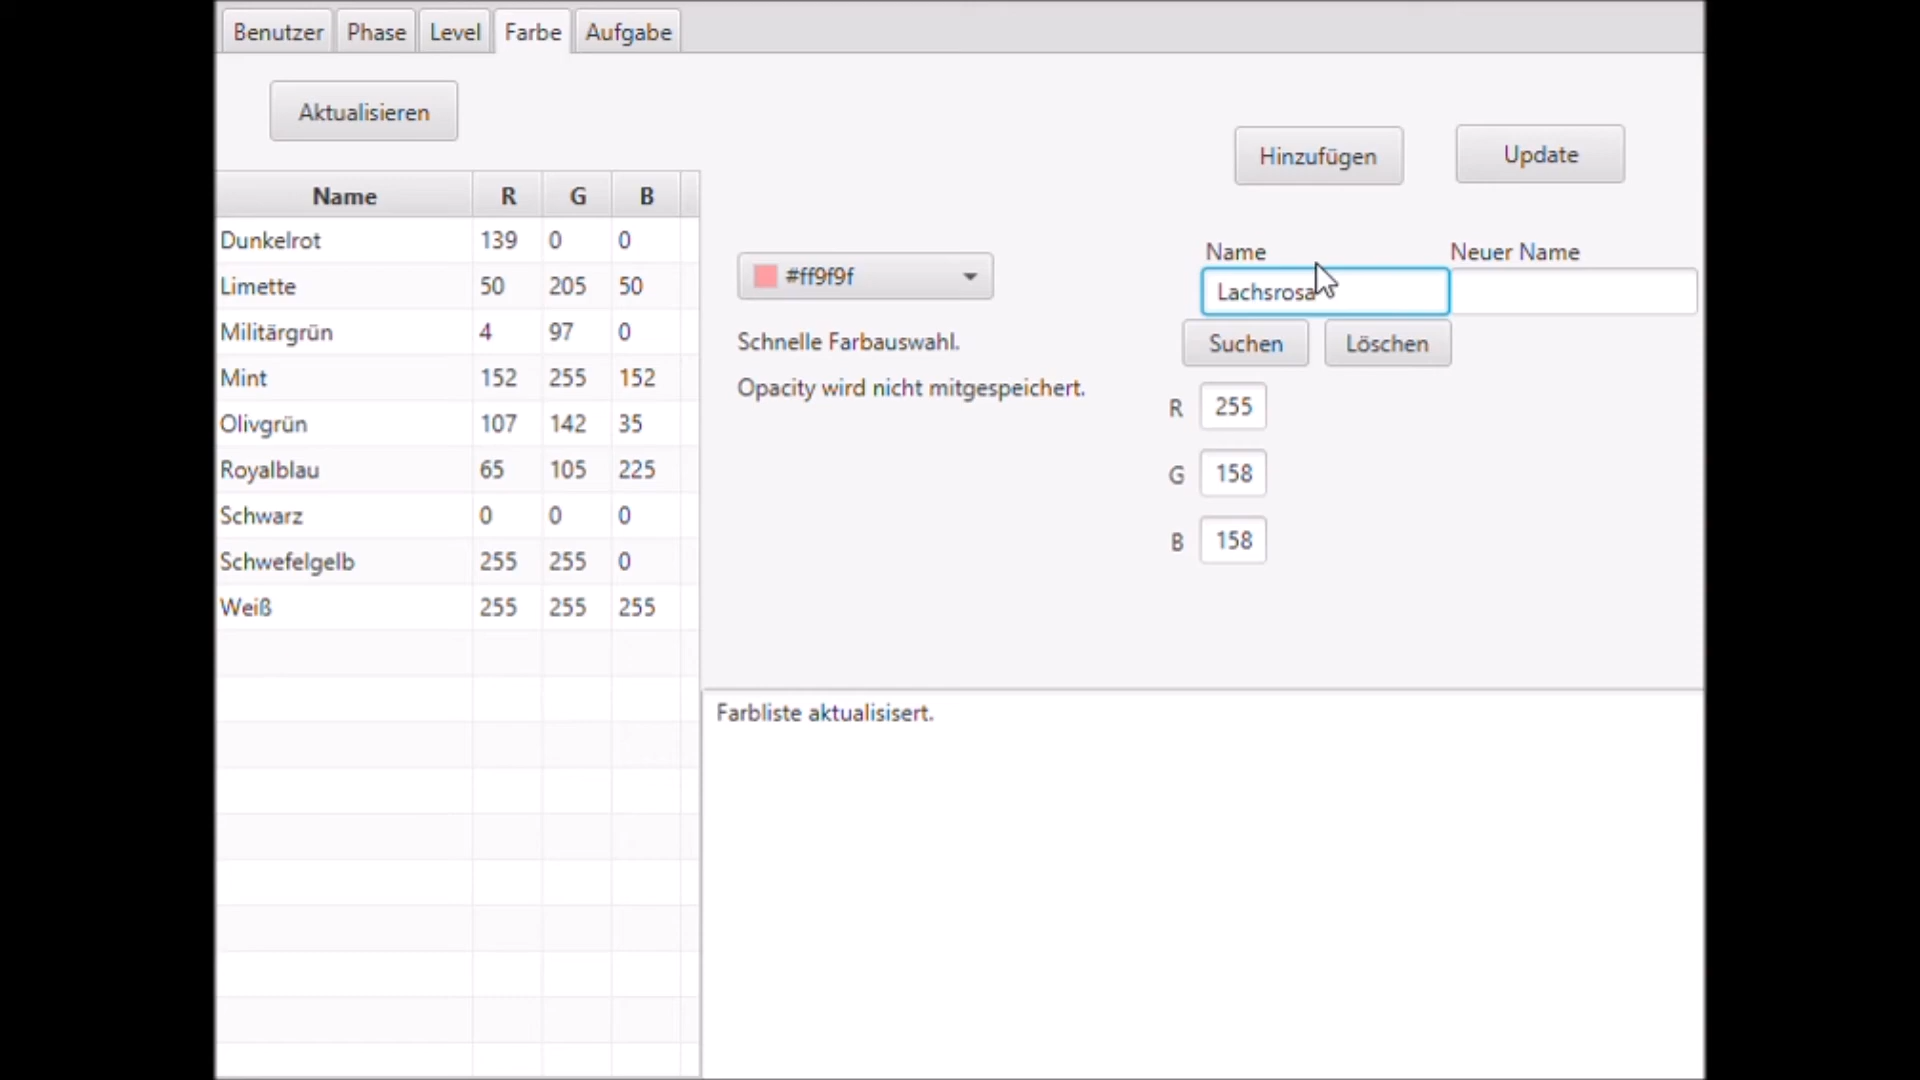 Benutzer Phase Level Farbe Aufgabe
Aktualisieren
Hinzufügen Update
Name R G B
Dunkelrot 139 0 0
Limette 50 205 50
Militärgrün 4 97 0
Mint 152 255 152
Olivgrün 107 142 35
Royalblau 65 105 225
Schwarz 0 0 0
Schwefelgelb 255 255 0
Weiß 255 255 255
#ff9f9f
Schnelle Farbauswahl.
Opacity wird nicht mitgespeichert.
Name Neuer Name
Lachsrosa
Suchen Löschen
R 255
G 158
B 158
Farbliste aktualisisert.